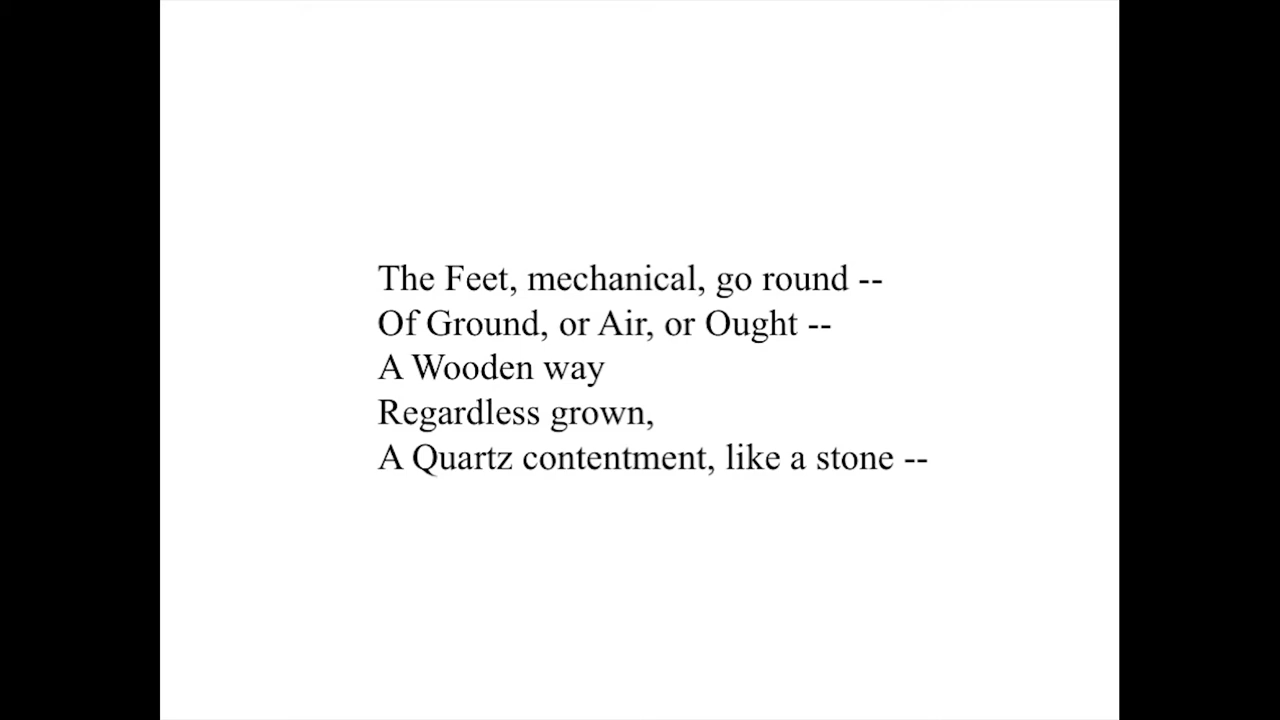 The Feet, mechanical, go round --
Of Ground, or Air, or Ought --
A Wooden way
Regardless grown,
A Quartz contentment, like a stone --